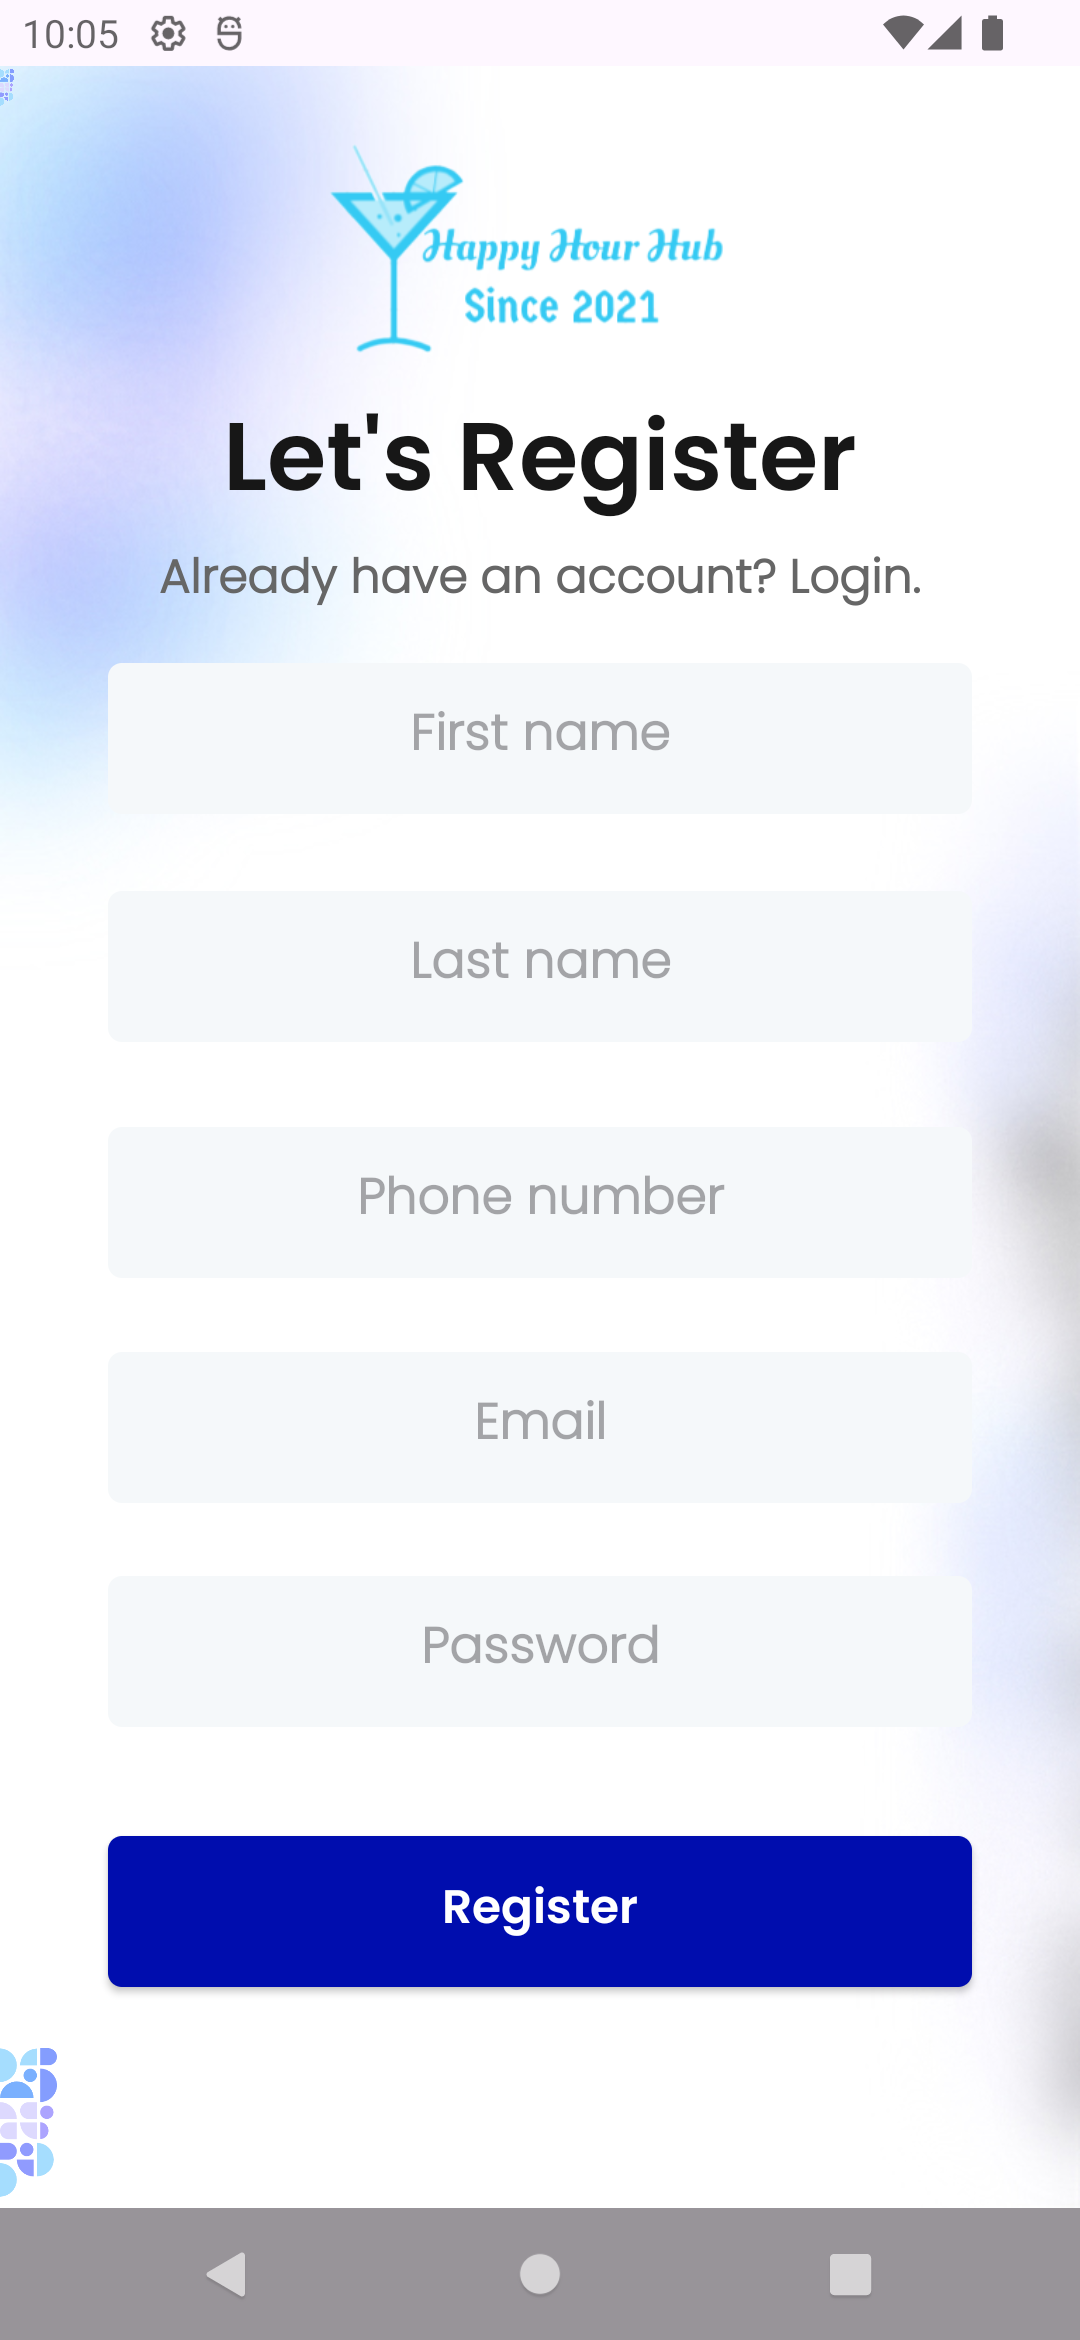 10:05
Happy Hour Hub
Since 2021
Let's Register
Already have an account? Login.
First name
Last name
Phone number
Email
Password
Register